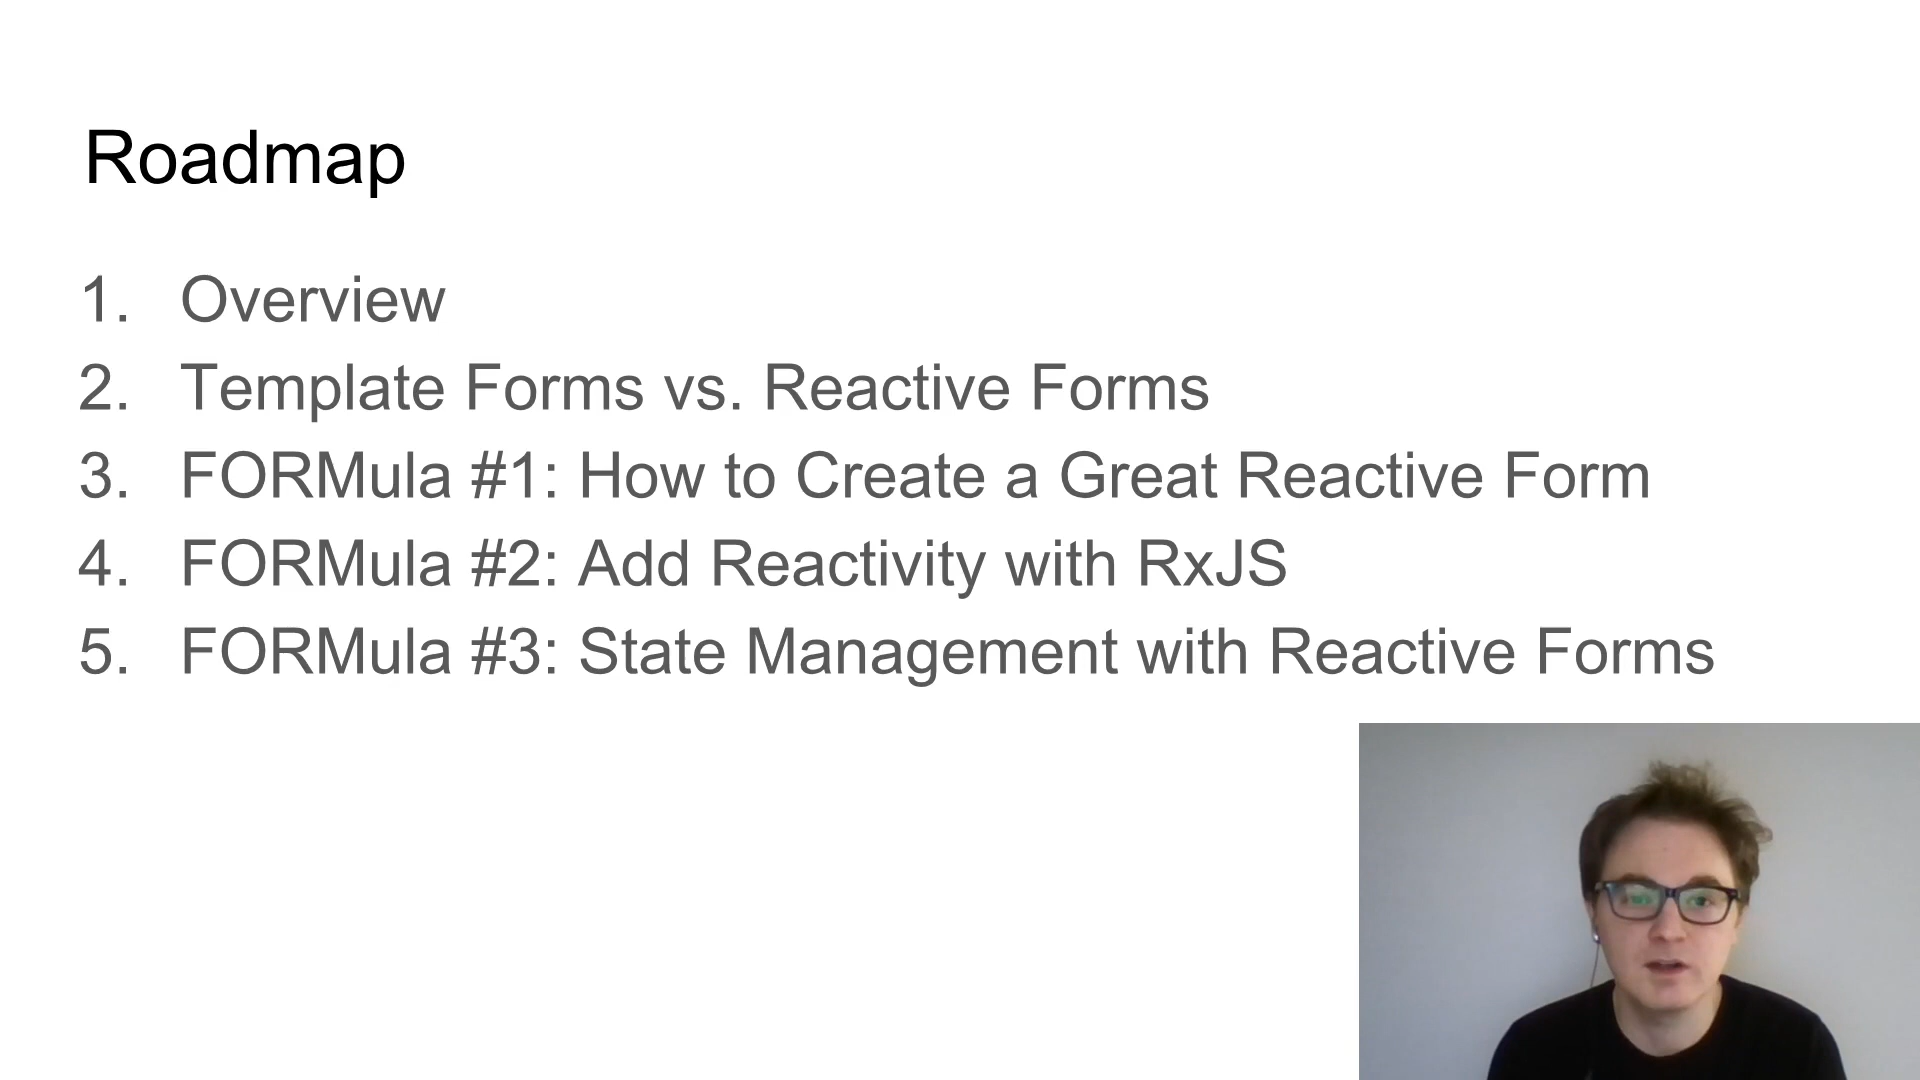 Roadmap
1. Overview
2. Template Forms vs. Reactive Forms
3. FORMula #1: How to Create a Great Reactive Form
4. FORMula #2: Add Reactivity with RxJS
5. FORMula #3: State Management with Reactive Forms